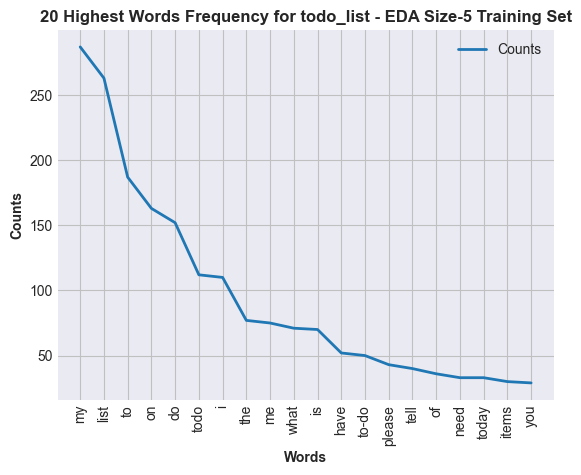 20 Highest Words Frequency for todo_list - EDA Size-5 Training Set
Counts
250
200
150
100
50
Counts
my
list
to
on
do
todo
i
the
me
what
is
have
to-do
please
tell
of
need
today
items
you
Words